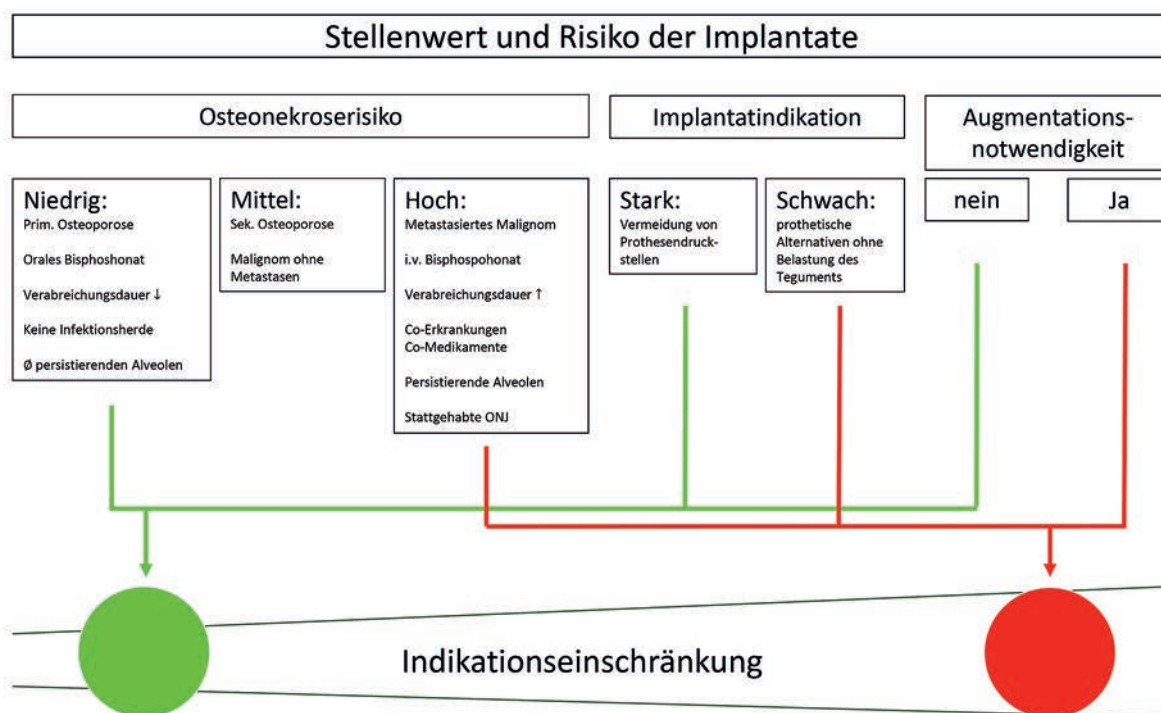 Stellenwert und Risiko der Implantate
Osteonekroserisiko
Implantatindikation
Augmentations-
notwendigkeit
Niedrig:
Prim. Osteoporose
Orales Bisphoshonat
Verabreichungsdauer ↓
Keine Infektionsherde
Ø persistierenden Alveolen
Mittel:
Sek. Osteoporose
Malignom ohne
Metastasen
Hoch:
Metastasiertes Malignom
i.v. Bisphospohonat
Verabreichungsdauer ↑
Co-Erkrankungen
Co-Medikamente
Persistierende Alveolen
Stattgehabte ONJ
Stark:
Vermeidung von
Prothesendruck-
stellen
Schwach:
prothetische
Alternativen ohne
Belastung des
Teguments
nein
Ja
Indikationseinschränkung